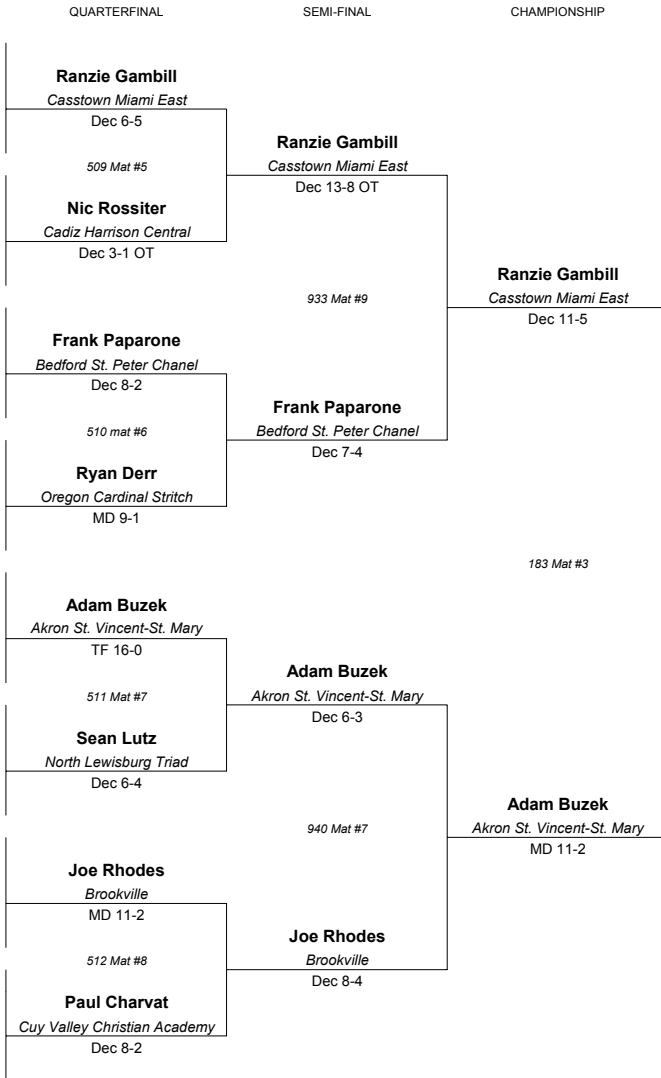 QUARTERFINAL SEMI-FINAL CHAMPIONSHIP
Ranzie Gambill
Casstown Miami East
Dec 6-5
509 Mat #5
Nic Rossiter
Cadiz Harrison Central
Dec 3-1 OT
Ranzie Gambill
Casstown Miami East
Dec 13-8 OT
933 Mat #9
Frank Paparone
Bedford St. Peter Chanel
Dec 8-2
510 mat #6
Ryan Derr
Oregon Cardinal Stritch
MD 9-1
Frank Paparone
Bedford St. Peter Chanel
Dec 7-4
Ranzie Gambill
Casstown Miami East
Dec 11-5
183 Mat #3
Adam Buzek
Akron St. Vincent-St. Mary
TF 16-0
511 Mat #7
Sean Lutz
North Lewisburg Triad
Dec 6-4
Adam Buzek
Akron St. Vincent-St. Mary
Dec 6-3
940 Mat #7
Joe Rhodes
Brookville
MD 11-2
512 Mat #8
Paul Charvat
Cuy Valley Christian Academy
Dec 8-2
Joe Rhodes
Brookville
Dec 8-4
Adam Buzek
Akron St. Vincent-St. Mary
MD 11-2